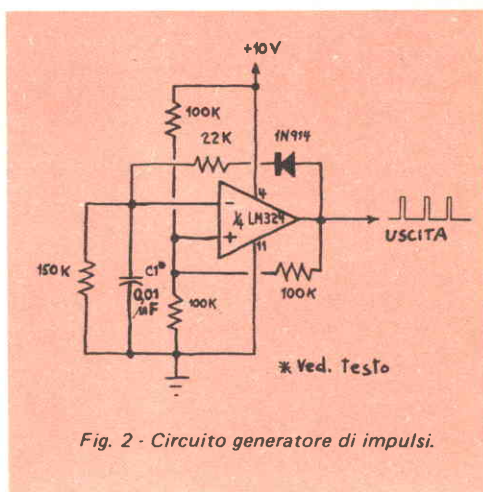 +10V
100K
22K
1N914
4
-
¼ LM324
+
11
USCITA
150K
C1*
0,01
µF
100K
100K
* Ved. testo
Fig. 2 - Circuito generatore di impulsi.